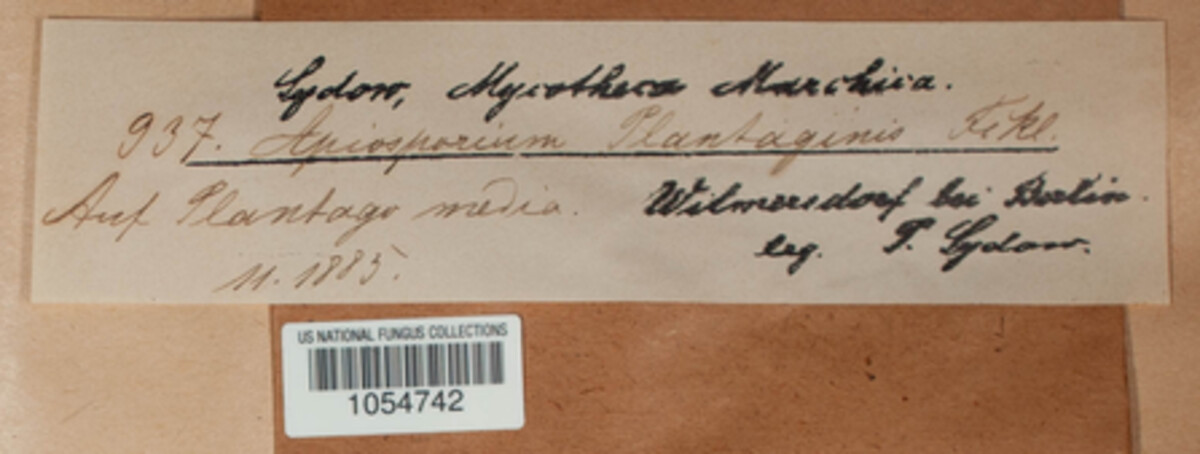 Sydow, Mycotheca Marchica.
937. Apiosporium Plantaginis Fckl.
Auf Plantago media.
Wilmersdorf bei Berlin.
11. 1885.
leg. P. Sydow.
US NATIONAL FUNGUS COLLECTIONS
1054742